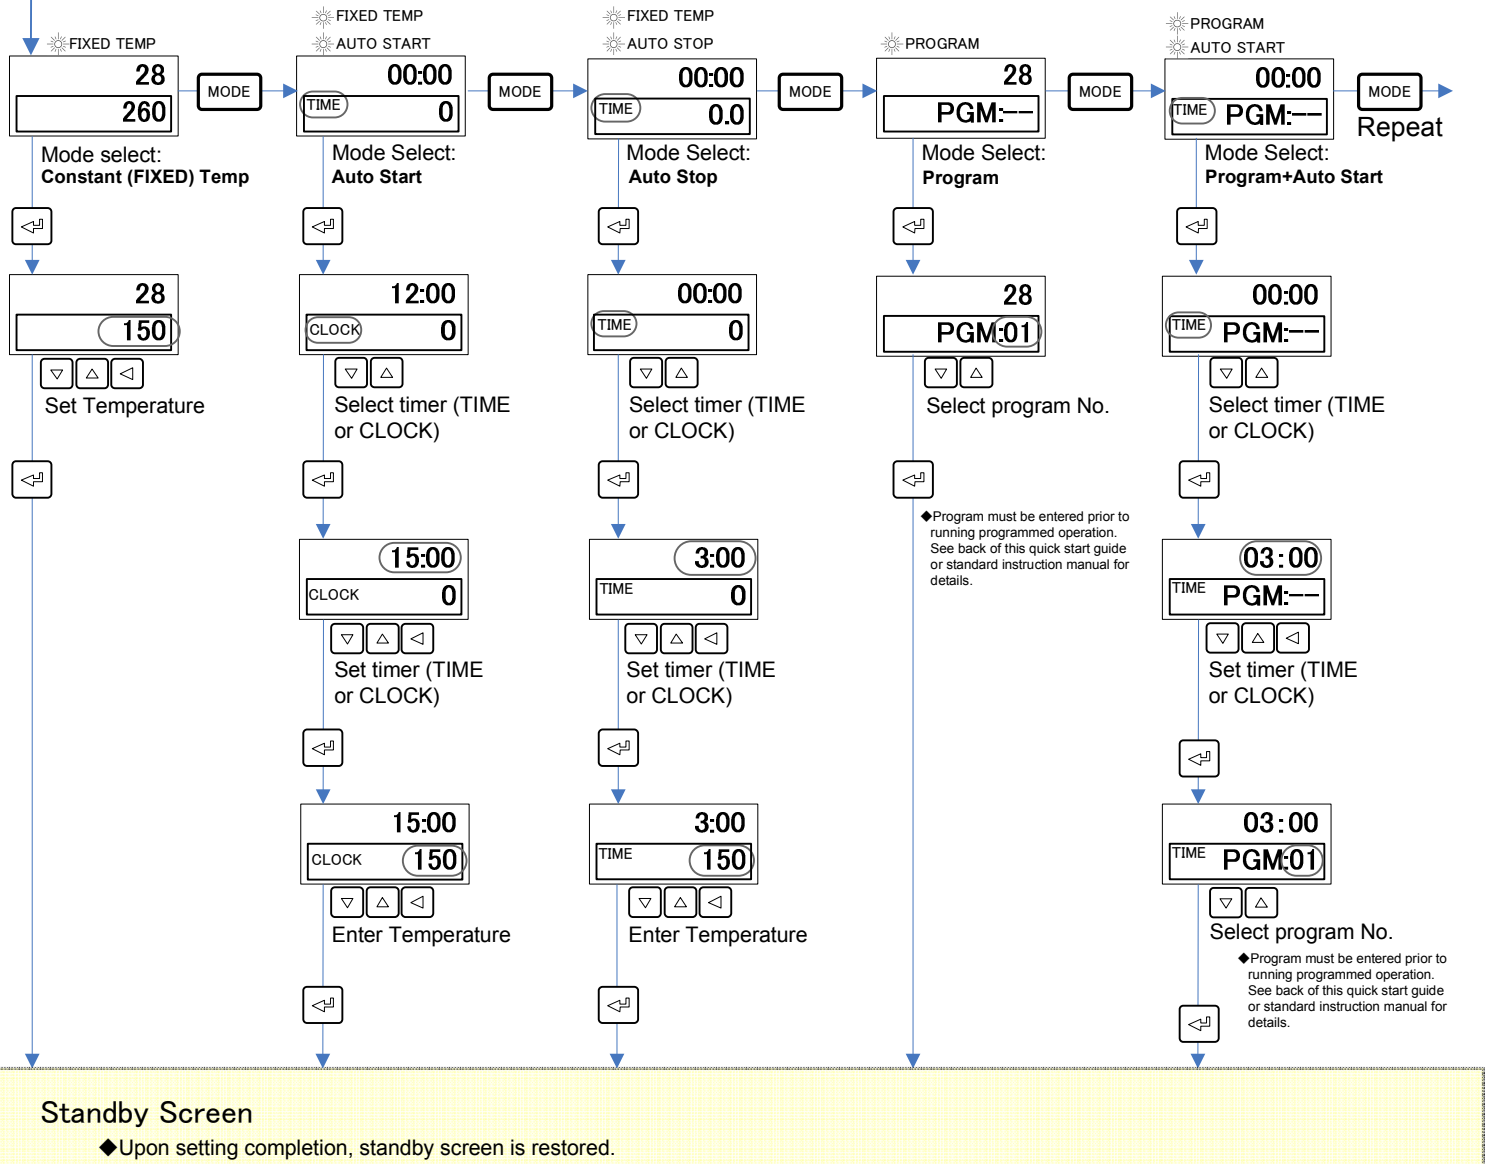 FIXED TEMP
28
260
MODE
Mode select:
Constant (FIXED) Temp
28
150
Set Temperature
FIXED TEMP
AUTO START
00:00
TIME 0
MODE
Mode Select:
Auto Start
12:00
CLOCK 0
Select timer (TIME
or CLOCK)
15:00
CLOCK 0
Set timer (TIME
or CLOCK)
15:00
CLOCK 150
Enter Temperature
FIXED TEMP
AUTO STOP
00:00
TIME 0.0
MODE
Mode Select:
Auto Stop
00:00
TIME 0
Select timer (TIME
or CLOCK)
3:00
TIME 0
Set timer (TIME
or CLOCK)
3:00
TIME 150
Enter Temperature
PROGRAM
28
PGM:--
MODE
Mode Select:
Program
28
PGM:01
Select program No.
◆Program must be entered prior to
running programmed operation.
See back of this quick start guide
or standard instruction manual for
details.
PROGRAM
AUTO START
00:00
TIME PGM:--
MODE
Repeat
Mode Select:
Program+Auto Start
00:00
TIME PGM:--
Select timer (TIME
or CLOCK)
03:00
TIME PGM:--
Set timer (TIME
or CLOCK)
03:00
TIME PGM:01
Select program No.
◆Program must be entered prior to
running programmed operation.
See back of this quick start guide
or standard instruction manual for
details.
Standby Screen
◆Upon setting completion, standby screen is restored.